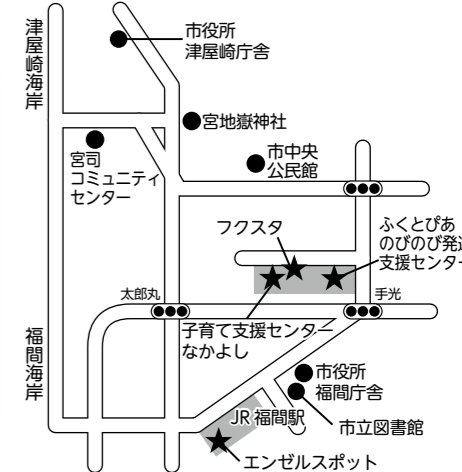 津屋崎海岸
市役所
津屋崎庁舎
宮地嶽神社
宮司
コミュニティ
センター
市中央
公民館
フクスタ
ふくとぴあ
のびのび発達
支援センター
太郎丸
手光
子育て支援センター
なかよし
福間海岸
市役所
福間庁舎
JR 福間駅
市立図書館
エンゼルスポット